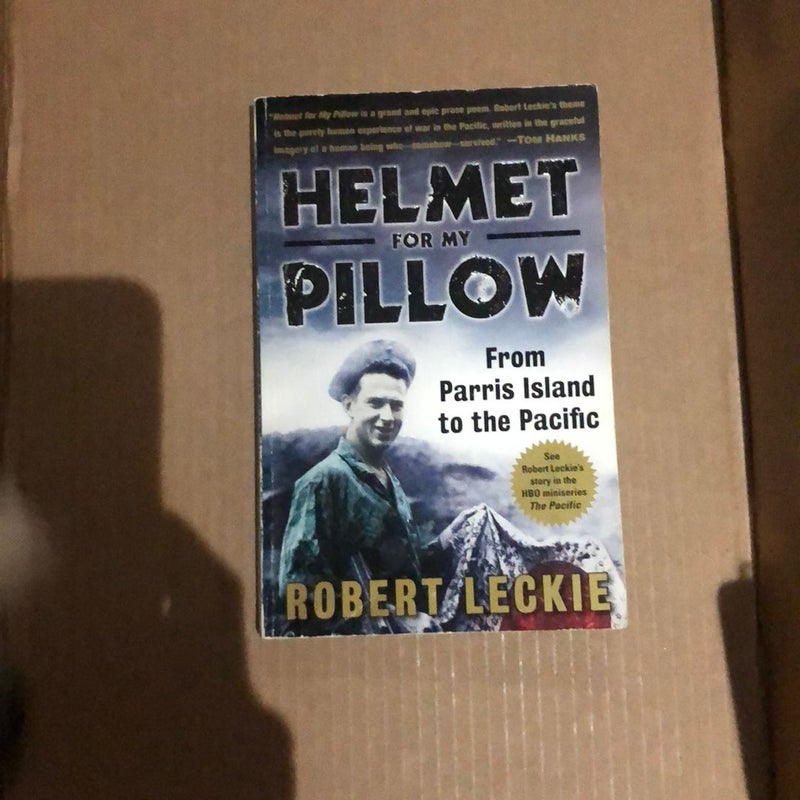 "Helmet for My Pillow is a grand and epic prose poem. Robert Leckie's theme
is the purely human experience of war in the Pacific, written in the graceful
imagery of a human being who—somehow—survived." —TOM HANKS
HELMET
FOR MY
PILLOW
From
Parris Island
to the Pacific
See
Robert Leckie's
story in the
HBO miniseries
The Pacific
ROBERT LECKIE